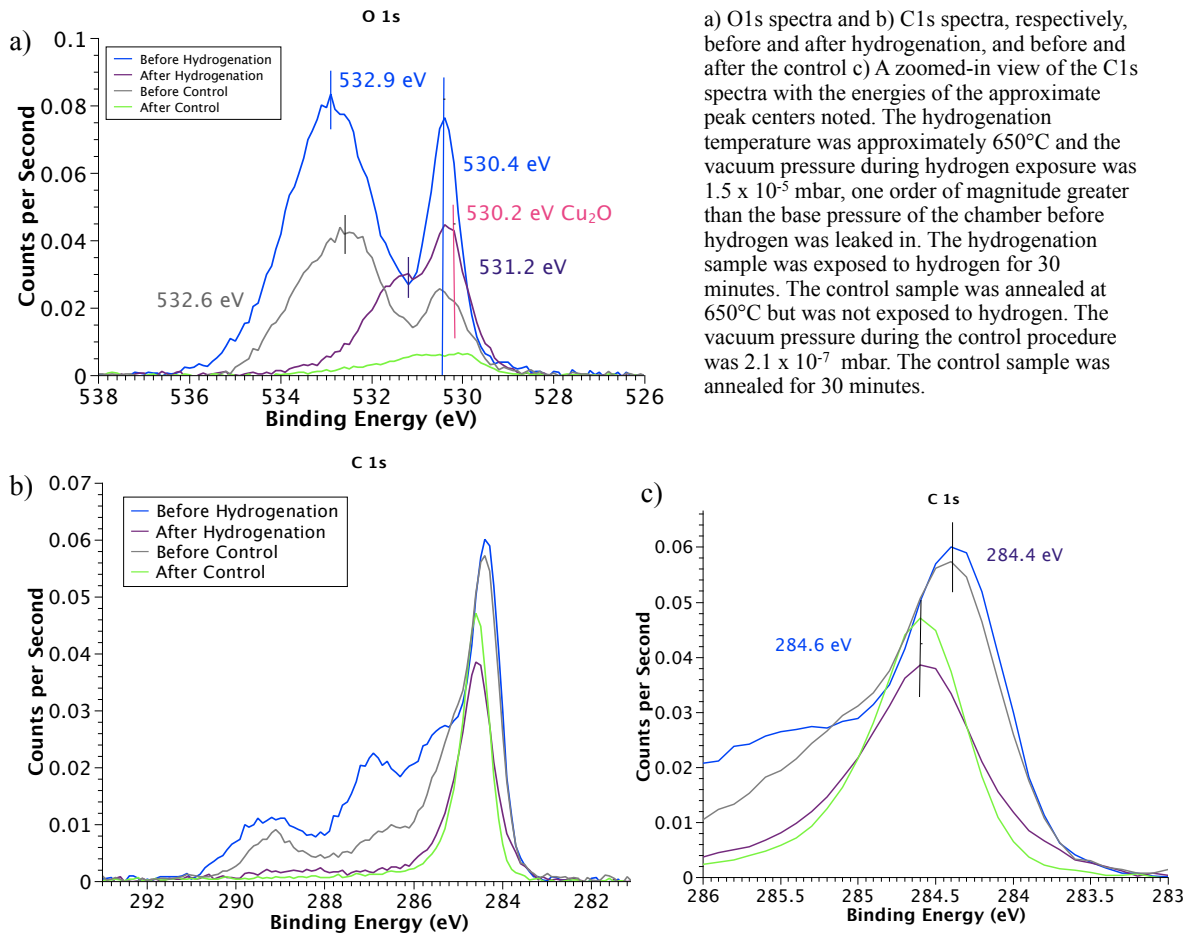 O 1s
a)
0.1
0.08
0.06
0.04
0.02
0
Counts per Second
Before Hydrogenation
After Hydrogenation
Before Control
After Control
532.9 eV
530.4 eV
530.2 eV Cu₂O
531.2 eV
532.6 eV
538 536 534 532 530 528 526
Binding Energy (eV)
a) O1s spectra and b) C1s spectra, respectively,
before and after hydrogenation, and before and
after the control c) A zoomed-in view of the C1s
spectra with the energies of the approximate
peak centers noted. The hydrogenation
temperature was approximately 650°C and the
vacuum pressure during hydrogen exposure was
1.5 x 10⁻⁵ mbar, one order of magnitude greater
than the base pressure of the chamber before
hydrogen was leaked in. The hydrogenation
sample was exposed to hydrogen for 30
minutes. The control sample was annealed at
650°C but was not exposed to hydrogen. The
vacuum pressure during the control procedure
was 2.1 x 10⁻⁷ mbar. The control sample was
annealed for 30 minutes.
C 1s
b)
0.07
0.06
0.05
0.04
0.03
0.02
0.01
0
Counts per Second
Before Hydrogenation
After Hydrogenation
Before Control
After Control
292 290 288 286 284 282
Binding Energy (eV)
c)
C 1s
0.06
0.05
0.04
0.03
0.02
0.01
0
Counts per Second
284.4 eV
284.6 eV
286 285.5 285 284.5 284 283.5 283
Binding Energy (eV)